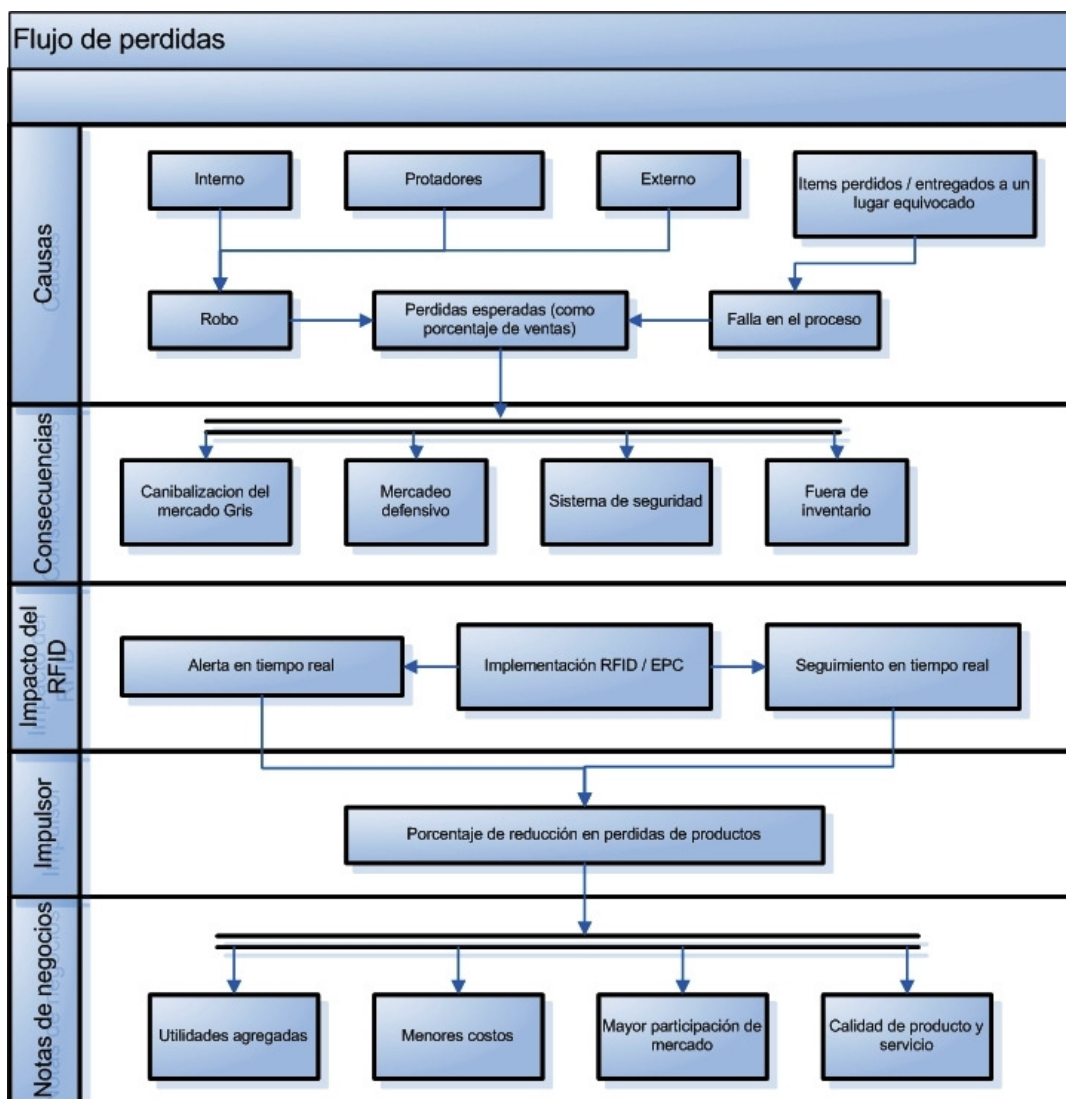 Flujo de perdidas
Causas
Interno
Protadores
Externo
Items perdidos / entregados a un
lugar equivocado
Robo
Perdidas esperadas (como
porcentaje de ventas)
Falla en el proceso
Consecuencias
Canibalizacion del
mercado Gris
Mercadeo
defensivo
Sistema de seguridad
Fuera de
inventario
Impacto del
RFID
Alerta en tiempo real
Implementación RFID / EPC
Seguimiento en tiempo real
Impulsor
Porcentaje de reducción en perdidas de productos
Notas de negocios
Utilidades agregadas
Menores costos
Mayor participación de
mercado
Calidad de producto y
servicio